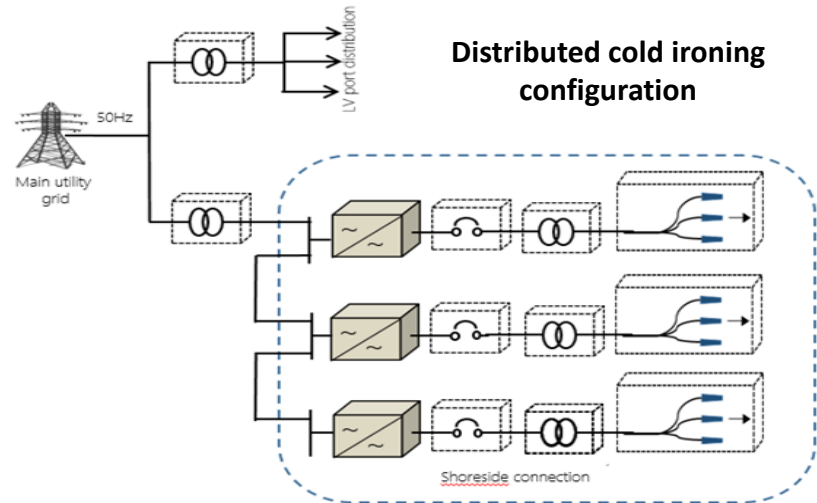 Distributed cold ironing
configuration
LV port distribution
50Hz
Main utility
grid
~
~
~
~
~
~
Shoreside connection